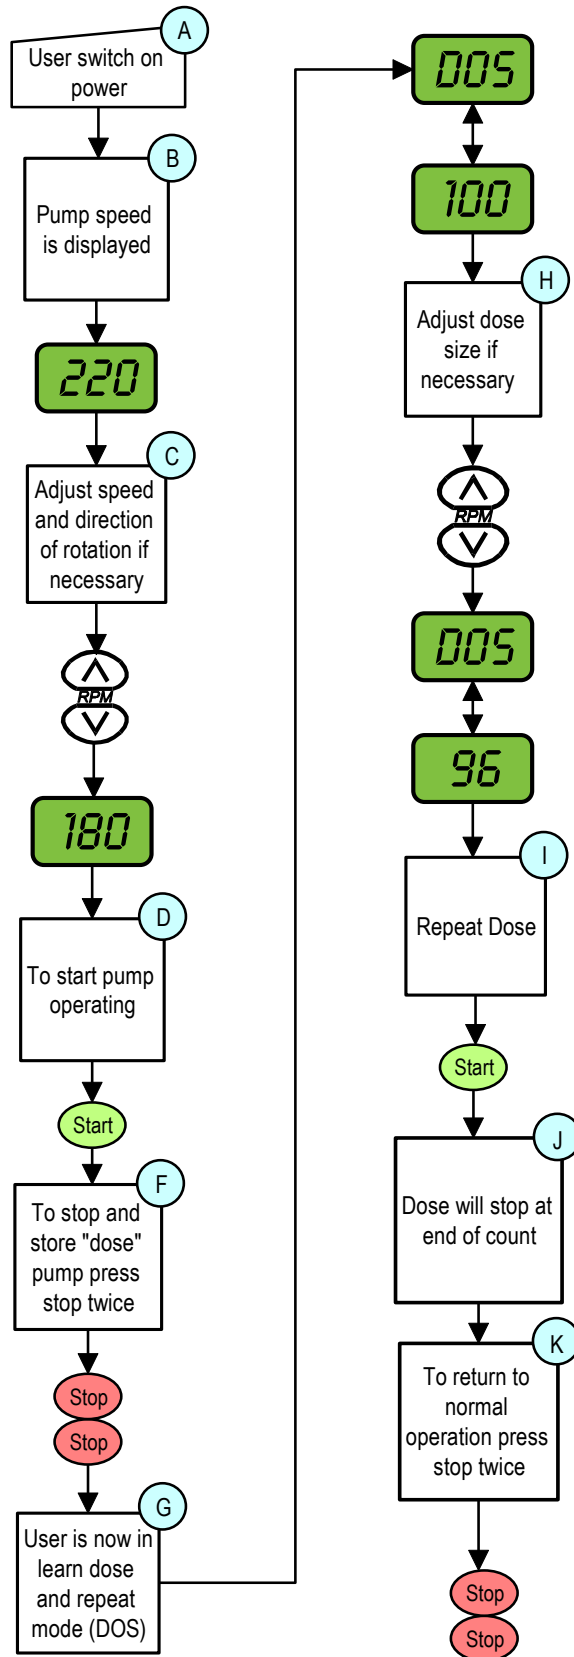 A
User switch on
power
B
Pump speed
is displayed
220
C
Adjust speed
and direction
of rotation if
necessary
RPM
180
D
To start pump
operating
Start
F
To stop and
store "dose"
pump press
stop twice
Stop
Stop
G
User is now in
learn dose
and repeat
mode (DOS)
DOS
100
H
Adjust dose
size if
necessary
RPM
DOS
96
I
Repeat Dose
Start
J
Dose will stop at
end of count
K
To return to
normal
operation press
stop twice
Stop
Stop